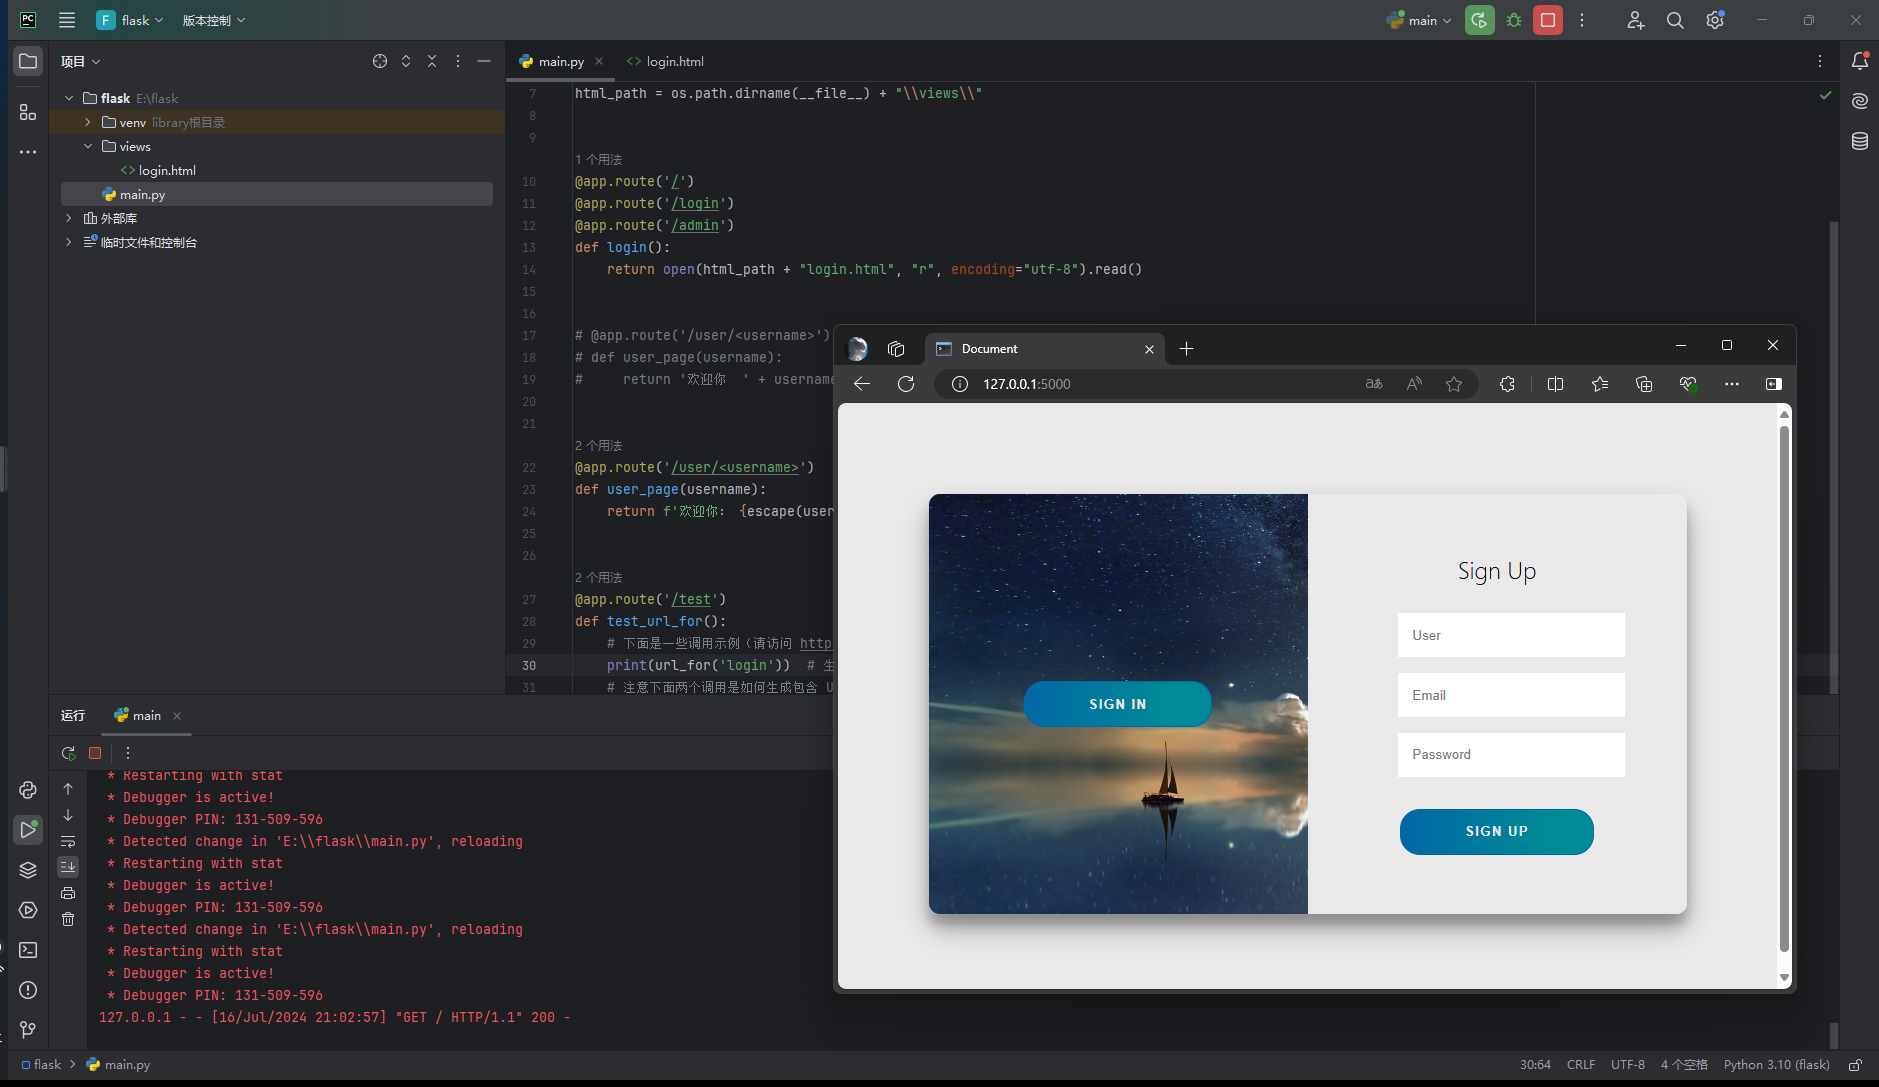 PC
F flask
版本控制
main
项目
main.py
login.html
flask E:\flask
venv library根目录
views
login.html
main.py
外部库
临时文件和控制台
7 html_path = os.path.dirname(__file__) + "\\views\\"
8
9
1 个用法
10 @app.route('/')
11 @app.route('/login')
12 @app.route('/admin')
13 def login():
14 return open(html_path + "login.html", "r", encoding="utf-8").read()
15
16
17 # @app.route('/user/<username>')
18 # def user_page(username):
19 # return '欢迎你 ' + username
20
21
2 个用法
22 @app.route('/user/<username>')
23 def user_page(username):
24 return f'欢迎你: {escape(user
25
26
2 个用法
27 @app.route('/test')
28 def test_url_for():
29 # 下面是一些调用示例（请访问 http
30 print(url_for('login')) # 生
31 # 注意下面两个调用是如何生成包含 U
Document
127.0.0.1:5000
SIGN IN
Sign Up
User
Email
Password
SIGN UP
运行
main
* Restarting with stat
* Debugger is active!
* Debugger PIN: 131-509-596
* Detected change in 'E:\\flask\\main.py', reloading
* Restarting with stat
* Debugger is active!
* Debugger PIN: 131-509-596
* Detected change in 'E:\\flask\\main.py', reloading
* Restarting with stat
* Debugger is active!
* Debugger PIN: 131-509-596
127.0.0.1 - - [16/Jul/2024 21:02:57] "GET / HTTP/1.1" 200 -
flask
main.py
30:64 CRLF UTF-8 4 个空格 Python 3.10 (flask)